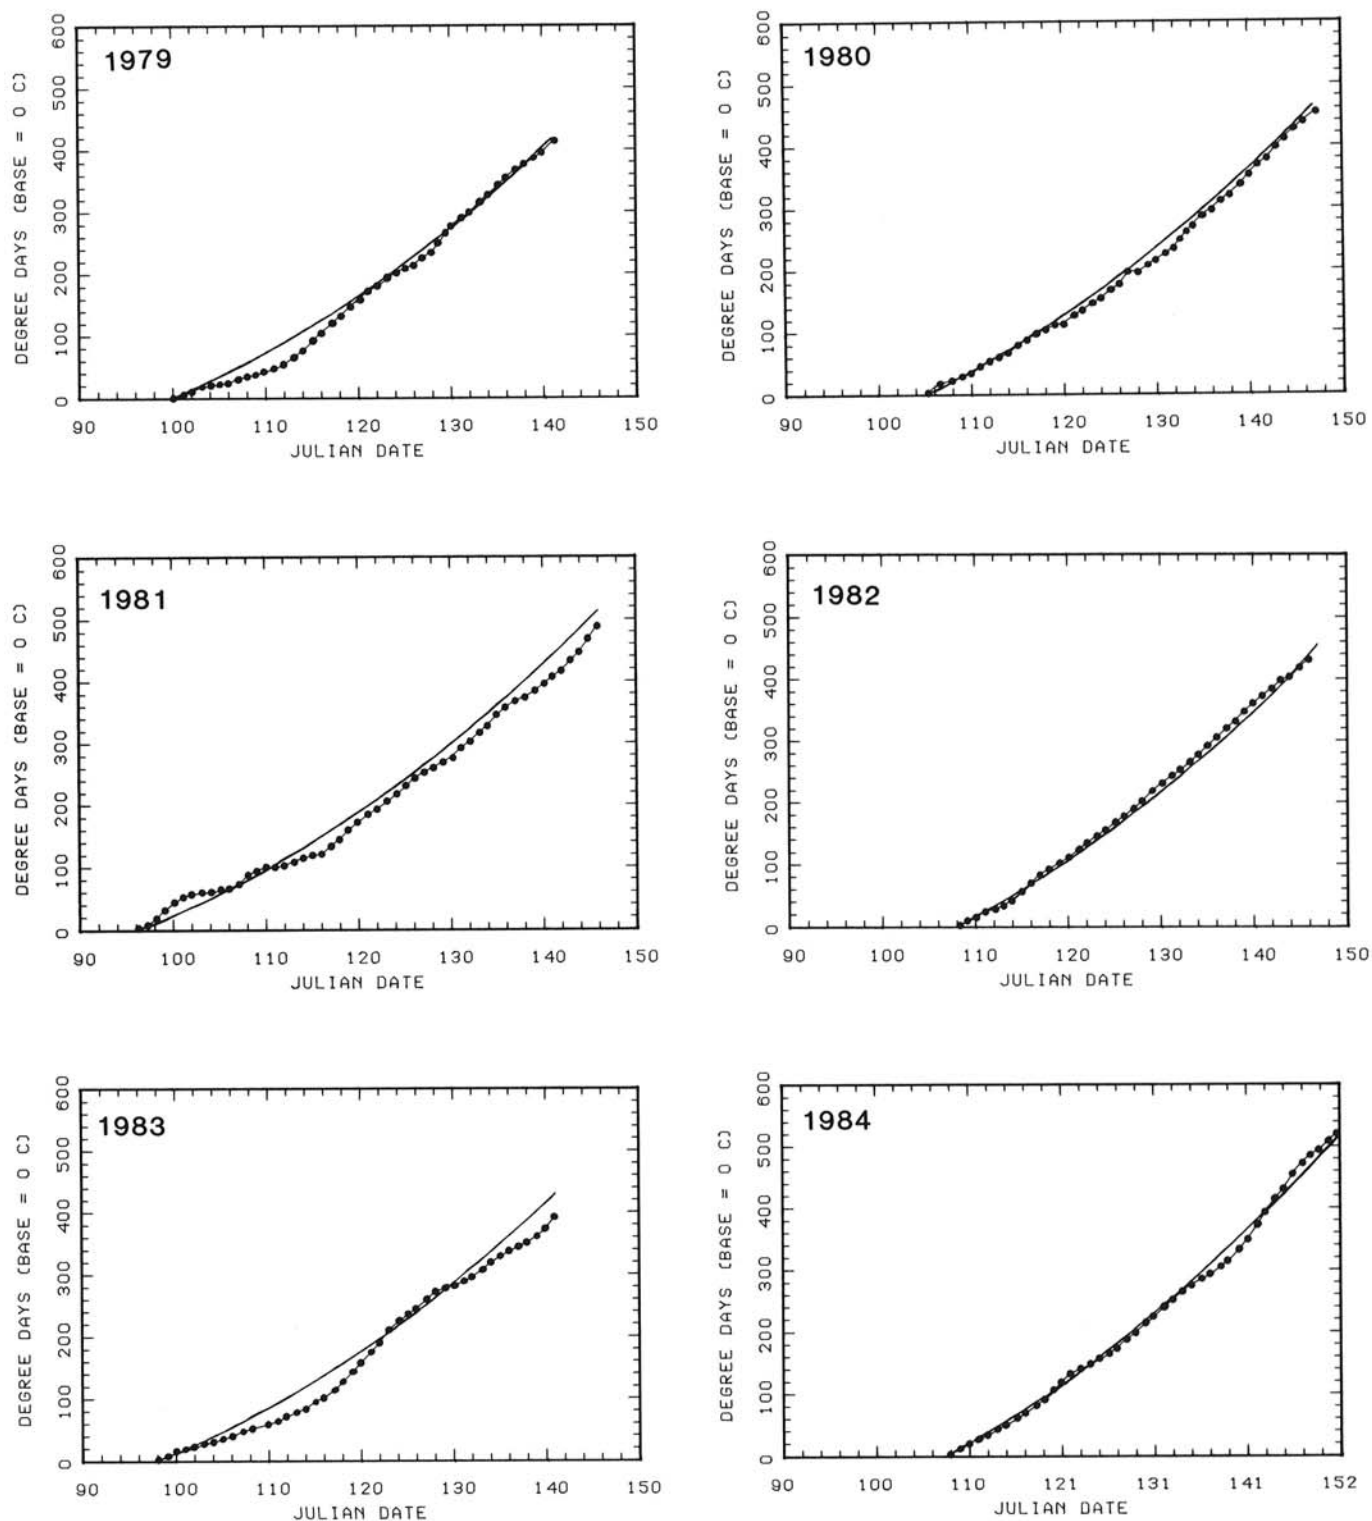 1979
DEGREE DAYS (BASE = 0 C)
600
500
400
300
200
100
0
90 100 110 120 130 140 150
JULIAN DATE
1980
DEGREE DAYS (BASE = 0 C)
600
500
400
300
200
100
0
90 100 110 120 130 140 150
JULIAN DATE
1981
DEGREE DAYS (BASE = 0 C)
600
500
400
300
200
100
0
90 100 110 120 130 140 150
JULIAN DATE
1982
DEGREE DAYS (BASE = 0 C)
600
500
400
300
200
100
0
90 100 110 120 130 140 150
JULIAN DATE
1983
DEGREE DAYS (BASE = 0 C)
600
500
400
300
200
100
0
90 100 110 120 130 140 150
JULIAN DATE
1984
DEGREE DAYS (BASE = 0 C)
600
500
400
300
200
100
0
90 100 111 121 131 141 152
JULIAN DATE